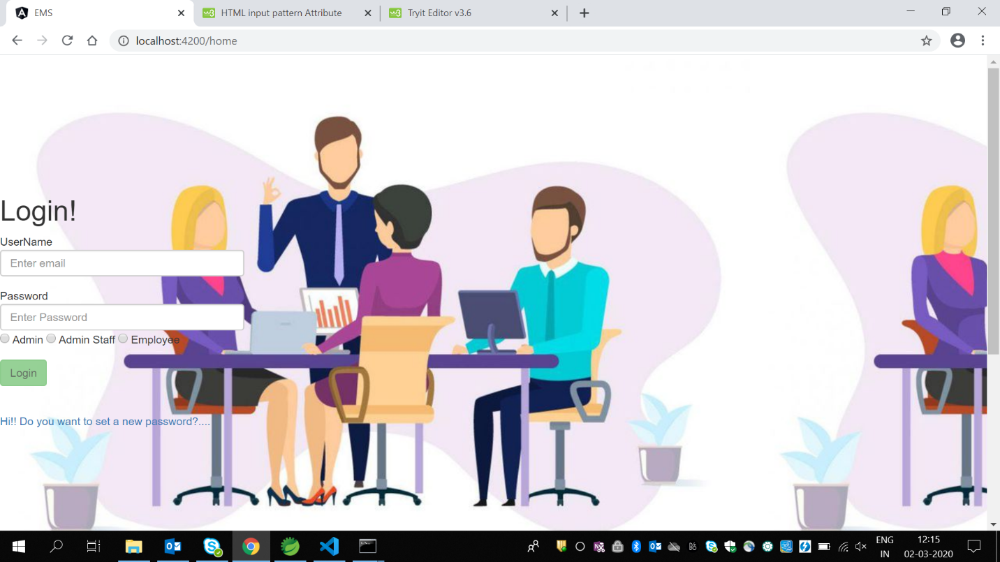 EMS
HTML input pattern Attribute
Tryit Editor v3.6
localhost:4200/home
Login!
UserName
Enter email
Password
Enter Password
Admin Admin Staff Employee
Login
Hi!! Do you want to set a new password?....
ENG
IN
12:15
02-03-2020